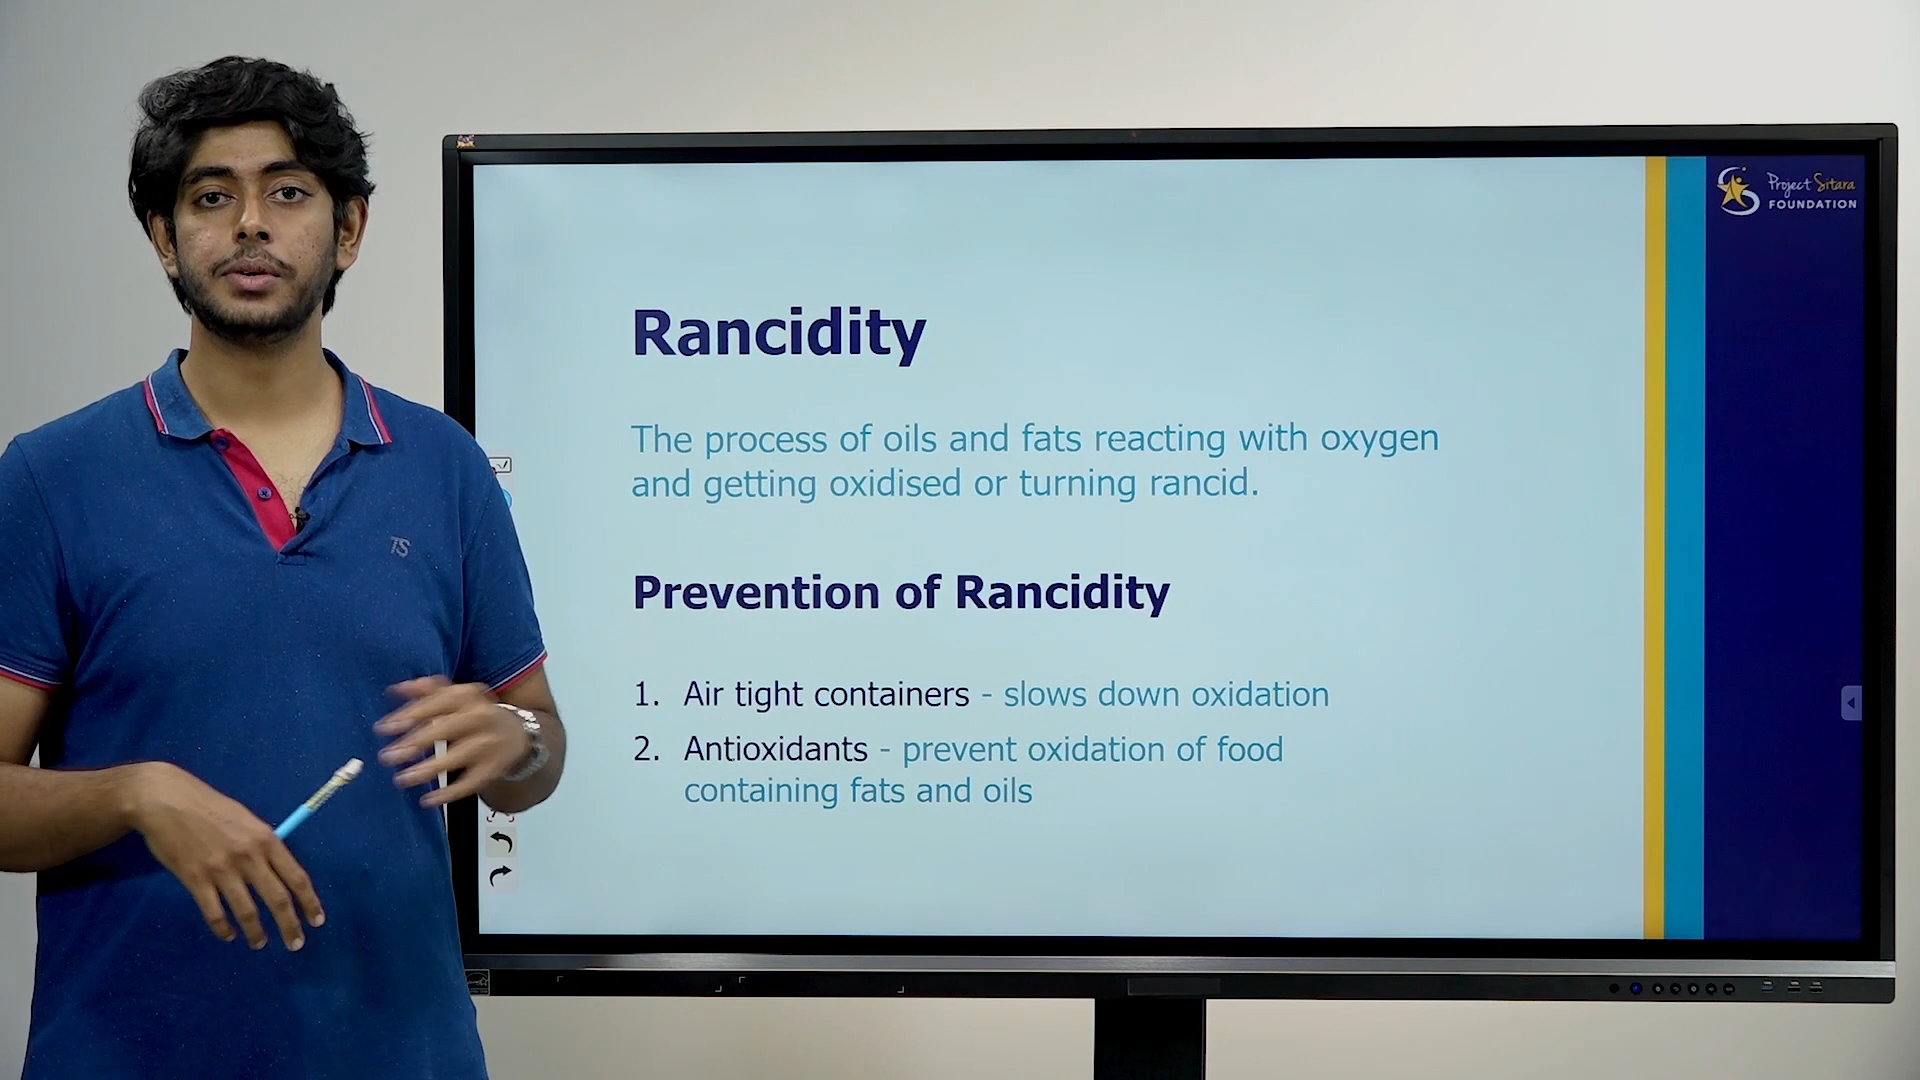 Project Sitara
FOUNDATION
Rancidity
The process of oils and fats reacting with oxygen
and getting oxidised or turning rancid.
Prevention of Rancidity
1. Air tight containers - slows down oxidation
2. Antioxidants - prevent oxidation of food
containing fats and oils
TS